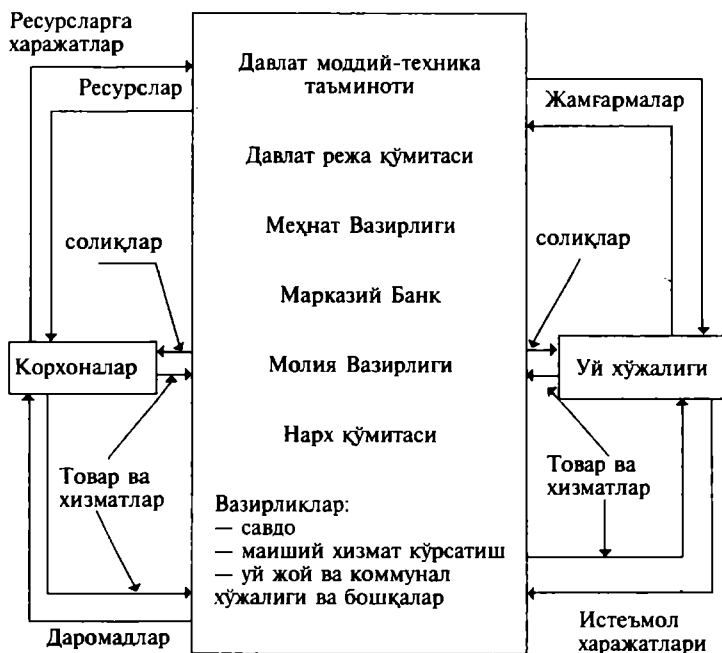 Ресурсларга
харажатлар
Ресурслар
солиқлар
Корхоналар
Товар ва
хизматлар
Даромадлар
Давлат моддий-техника
таъминоти
Давлат режа қўмитаси
Меҳнат Вазирлиги
Марказий Банк
Молия Вазирлиги
Нарх қўмитаси
Вазирликлар:
— савдо
— маиший хизмат кўрсатиш
— уй жой ва коммунал
хўжалиги ва бошқалар
Жамғармалар
солиқлар
Уй хўжалиги
Товар ва
хизматлар
Истеъмол
харажатлари